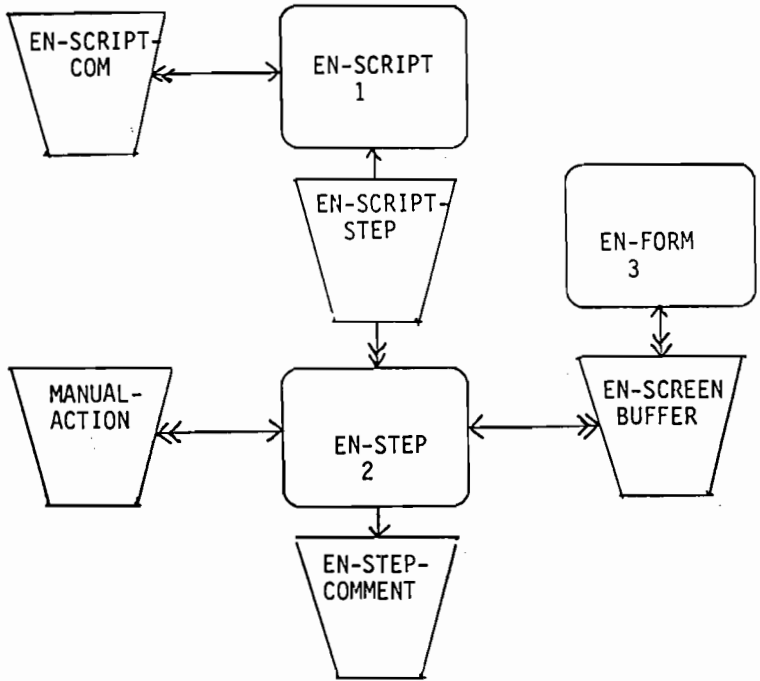 EN-SCRIPT-
COM
EN-SCRIPT
1
EN-SCRIPT-
STEP
EN-FORM
3
MANUAL-
ACTION
EN-STEP
2
EN-SCREEN
BUFFER
EN-STEP-
COMMENT